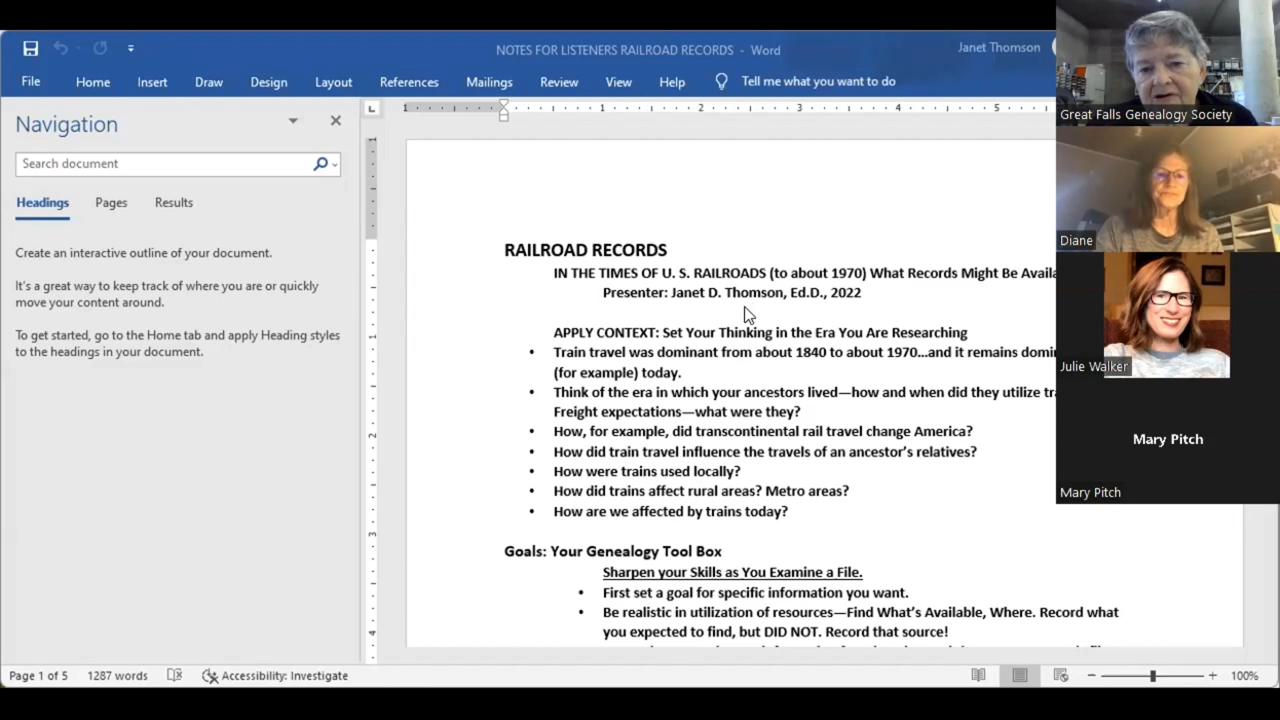 NOTES FOR LISTENERS RAILROAD RECORDS - Word
Janet Thomson
File Home Insert Draw Design Layout References Mailings Review View Help Tell me what you want to do
Navigation
Search document
Headings Pages Results
Create an interactive outline of your document.
It's a great way to keep track of where you are or quickly
move your content around.
To get started, go to the Home tab and apply Heading styles
to the headings in your document.
1 1 2 3 4 5
1
1
2
3
4
RAILROAD RECORDS
IN THE TIMES OF U. S. RAILROADS (to about 1970) What Records Might Be Availa
Presenter: Janet D. Thomson, Ed.D., 2022
APPLY CONTEXT: Set Your Thinking in the Era You Are Researching
• Train travel was dominant from about 1840 to about 1970…and it remains domi
(for example) today.
• Think of the era in which your ancestors lived—how and when did they utilize tra
Freight expectations—what were they?
• How, for example, did transcontinental rail travel change America?
• How did train travel influence the travels of an ancestor's relatives?
• How were trains used locally?
• How did trains affect rural areas? Metro areas?
• How are we affected by trains today?
Goals: Your Genealogy Tool Box
Sharpen your Skills as You Examine a File.
• First set a goal for specific information you want.
• Be realistic in utilization of resources—Find What's Available, Where. Record what
you expected to find, but DID NOT. Record that source!
Great Falls Genealogy Society
Diane
Julie Walker
Mary Pitch
Mary Pitch
Page 1 of 5 1287 words Accessibility: Investigate 100%